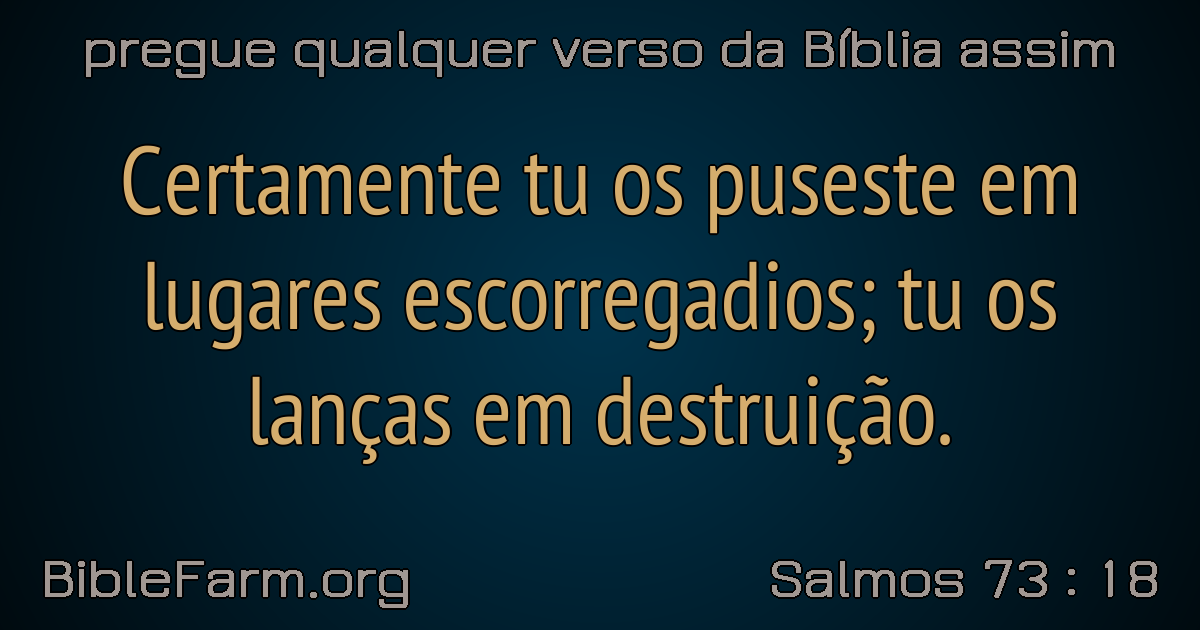 pregue qualquer verso da Bíblia assim
Certamente tu os puseste em
lugares escorregadios; tu os
lanças em destruição.
BibleFarm.org
Salmos 73 : 18